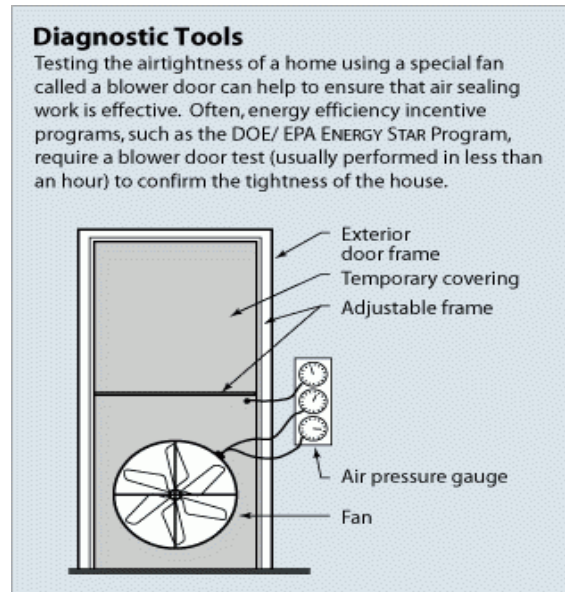 Diagnostic Tools
Testing the airtightness of a home using a special fan
called a blower door can help to ensure that air sealing
work is effective.  Often, energy efficiency incentive
programs, such as the DOE/ EPA ENERGY STAR Program,
require a blower door test (usually performed in less than
an hour) to confirm the tightness of the house.
Exterior
door frame
Temporary covering
Adjustable frame
Air pressure gauge
Fan